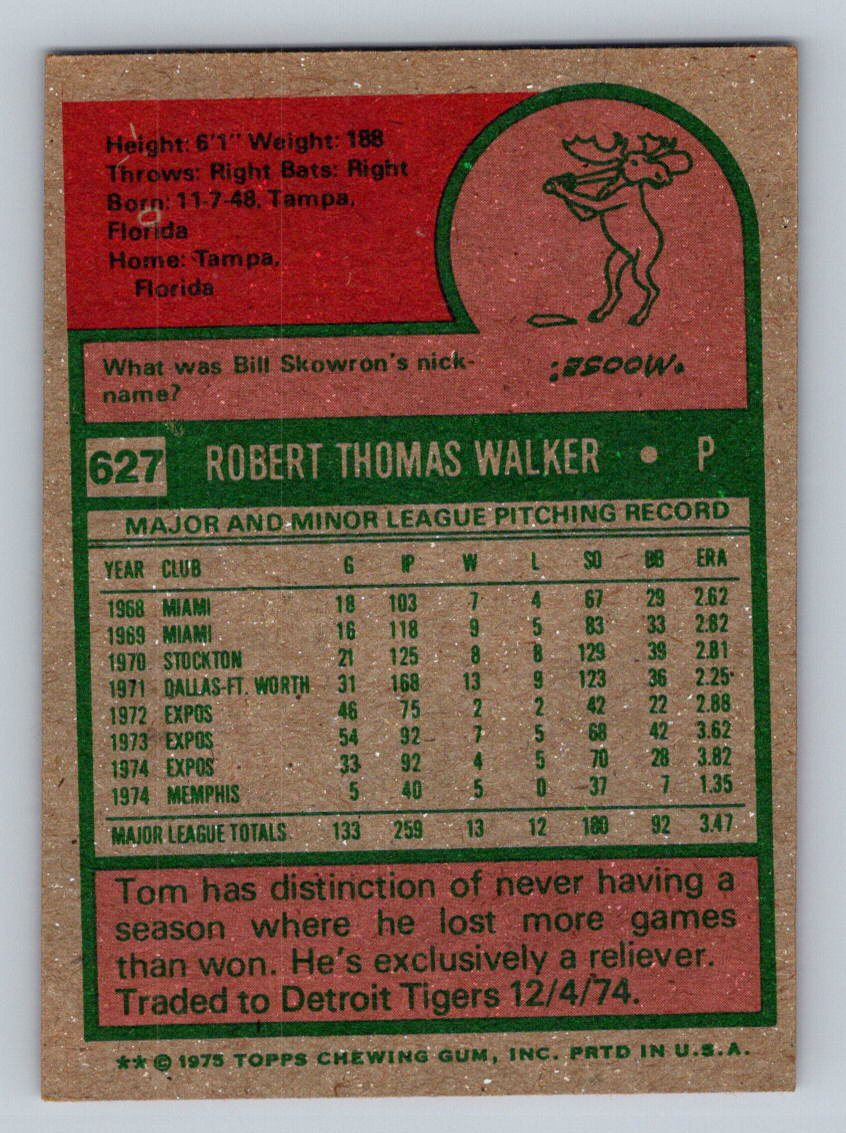 Height: 6'1" Weight: 188
Throws: Right Bats: Right
Born: 11-7-48, Tampa,
Florida
Home: Tampa,
Florida
What was Bill Skowron's nick-
name?
"MOOSE."
627 ROBERT THOMAS WALKER • P
MAJOR AND MINOR LEAGUE PITCHING RECORD
YEAR CLUB G IP W L SO BB ERA
1968 MIAMI 18 103 7 4 67 29 2.62
1969 MIAMI 16 118 9 5 83 33 2.82
1970 STOCKTON 21 125 8 8 129 39 2.81
1971 DALLAS-FT. WORTH 31 168 13 9 123 36 2.25
1972 EXPOS 46 75 2 2 42 22 2.88
1973 EXPOS 54 92 7 5 68 42 3.62
1974 EXPOS 33 92 4 5 70 28 3.82
1974 MEMPHIS 5 40 5 0 37 7 1.35
MAJOR LEAGUE TOTALS 133 259 13 12 180 92 3.47
Tom has distinction of never having a
season where he lost more games
than won. He's exclusively a reliever.
Traded to Detroit Tigers 12/4/74.
** © 1975 TOPPS CHEWING GUM, INC. PRTD IN U.S.A.